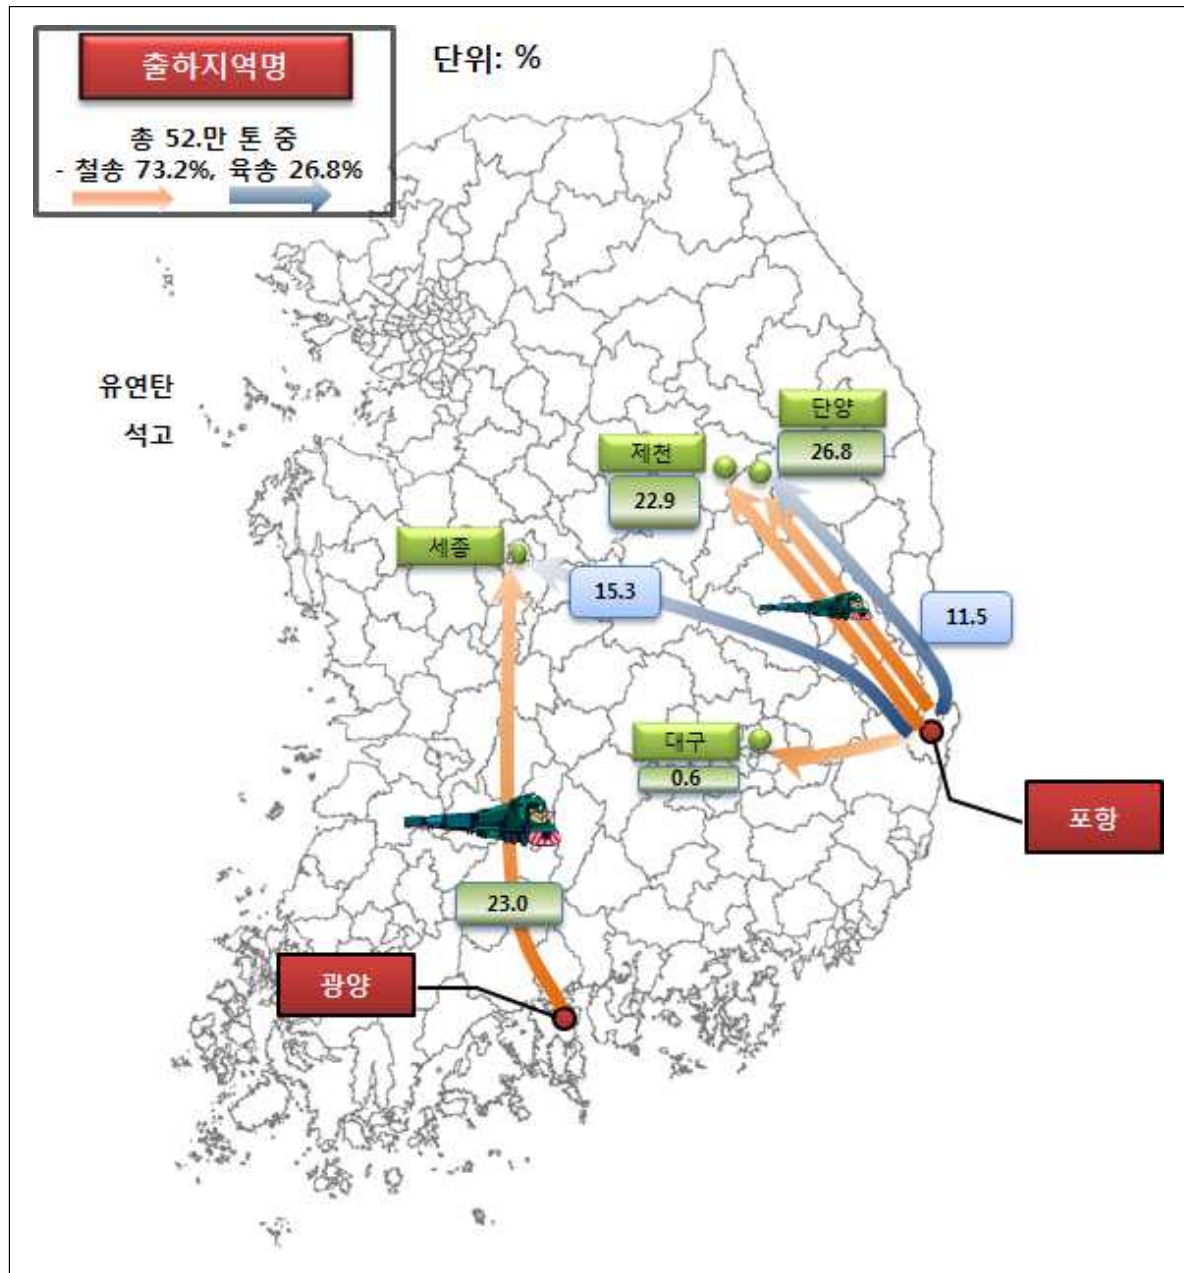 출하지역명
단위: %
총 52.만 톤 중
- 철송 73.2%, 육송 26.8%
유연탄
석고
단양
26.8
제천
22.9
세종
15.3
11.5
대구
0.6
포항
23.0
광양